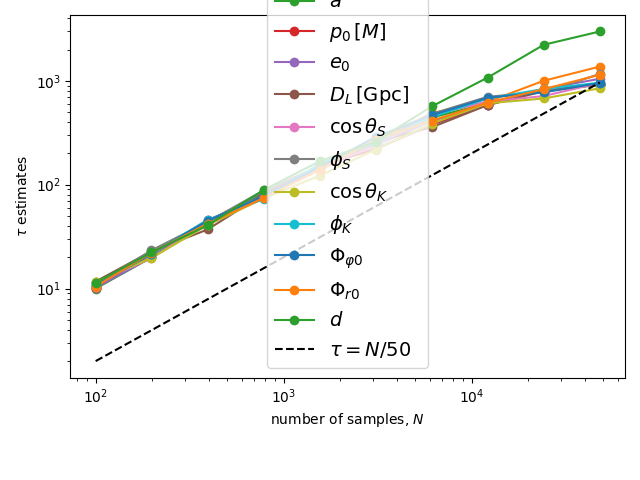 a
p₀ [M]
e₀
D_L [Gpc]
cos θ_S
ϕ_S
cos θ_K
ϕ_K
Φ_φ0
Φ_r0
d
τ = N/50
τ estimates
10³
10²
10¹
10² 10³ 10⁴
number of samples, N